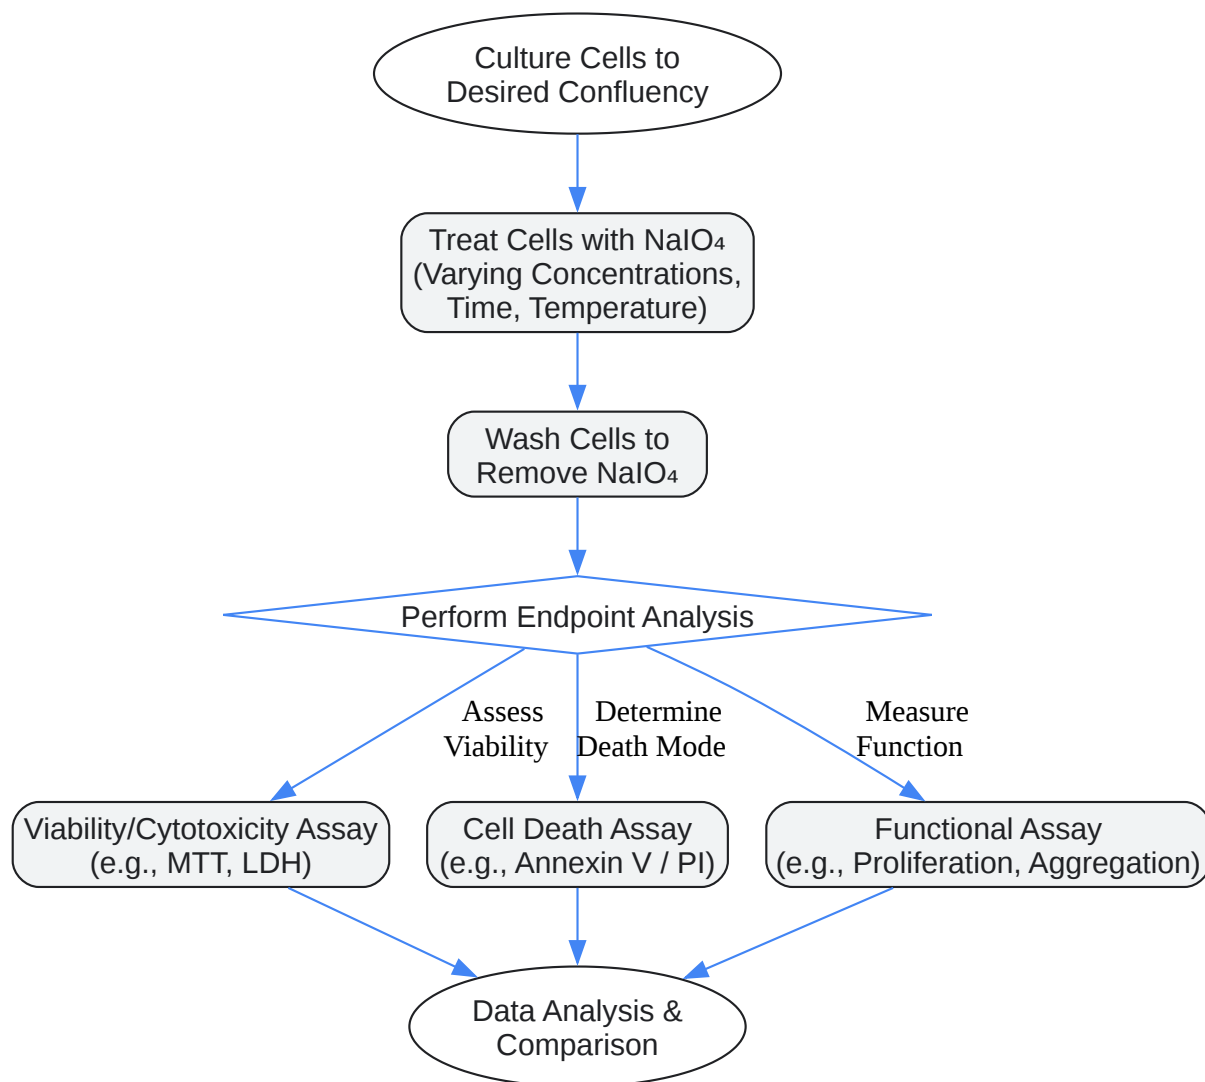 Culture Cells to
Desired Confluency
Treat Cells with NaIO₄
(Varying Concentrations,
Time, Temperature)
Wash Cells to
Remove NaIO₄
Perform Endpoint Analysis
Assess
Viability
Determine
Death Mode
Measure
Function
Viability/Cytotoxicity Assay
(e.g., MTT, LDH)
Cell Death Assay
(e.g., Annexin V / PI)
Functional Assay
(e.g., Proliferation, Aggregation)
Data Analysis &
Comparison